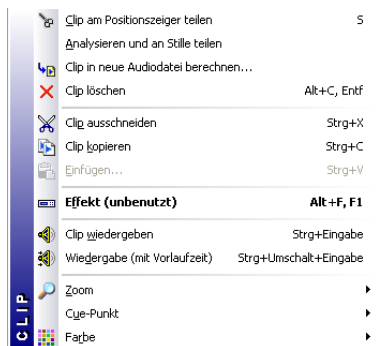 Clip am Positionszeiger teilen S
Analysieren und an Stille teilen
Clip in neue Audiodatei berechnen...
Clip löschen Alt+C, Entf
Clip ausschneiden Strg+X
Clip kopieren Strg+C
Einfügen... Strg+V
Effekt (unbenutzt) Alt+F, F1
Clip wiedergeben Strg+Eingabe
Wiedergabe (mit Vorlaufzeit) Strg+Umschalt+Eingabe
Zoom
Cue-Punkt
Farbe
CLIP